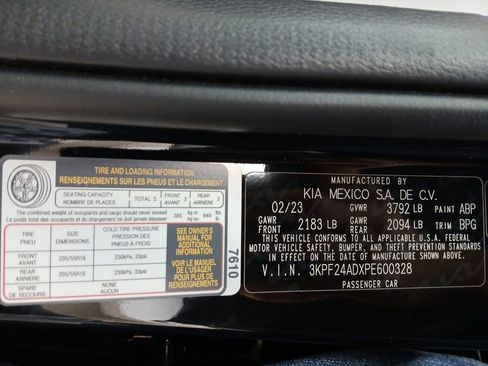 TIRE AND LOADING INFORMATION
RENSEIGNEMENTS SUR LES PNEUS ET LE CHARGEMENT
SEATING CAPACITY
NOMBRE DE PLACES
TOTAL 5
FRONT
AVANT 2
REAR
ARRIÈRE 3
The combined weight of occupants and cargo should never exceed
Le poids total des occupants et du chargement ne doit jamais dépasser
385 kg or kg ou 849 lbs lb
TIRE
PNEU
SIZE
DIMENSIONS
COLD TIRE PRESSURE
PRESSION DES
PNEUS À FROID
FRONT
AVANT
205/55R16
230kPa, 33psi
REAR
ARRIÈRE
205/55R16
230kPa, 33psi
SPARE
DE SECOURS
NONE
AUCUN
SEE OWNER'S
MANUAL FOR
ADDITIONAL
INFORMATION
VOIR LE MANUEL
DE L'USAGER
POUR PLUS DE
RENSEIGNEMENTS
7610
MANUFACTURED BY
KIA MEXICO S.A. DE C.V.
02/23 GVWR 3792 LB PAINT ABP
GAWR FRT 2183 LB GAWR RR 2094 LB TRIM BPG
THIS VEHICLE CONFORMS TO ALL APPLICABLE U.S.A. FEDERAL
MOTOR VEHICLE SAFETY, BUMPER, AND THEFT PREVENTION STANDARDS
IN EFFECT ON THE DATE OF MANUFACTURE SHOWN ABOVE.
V.I.N. 3KPF24ADXPE600328
PASSENGER CAR